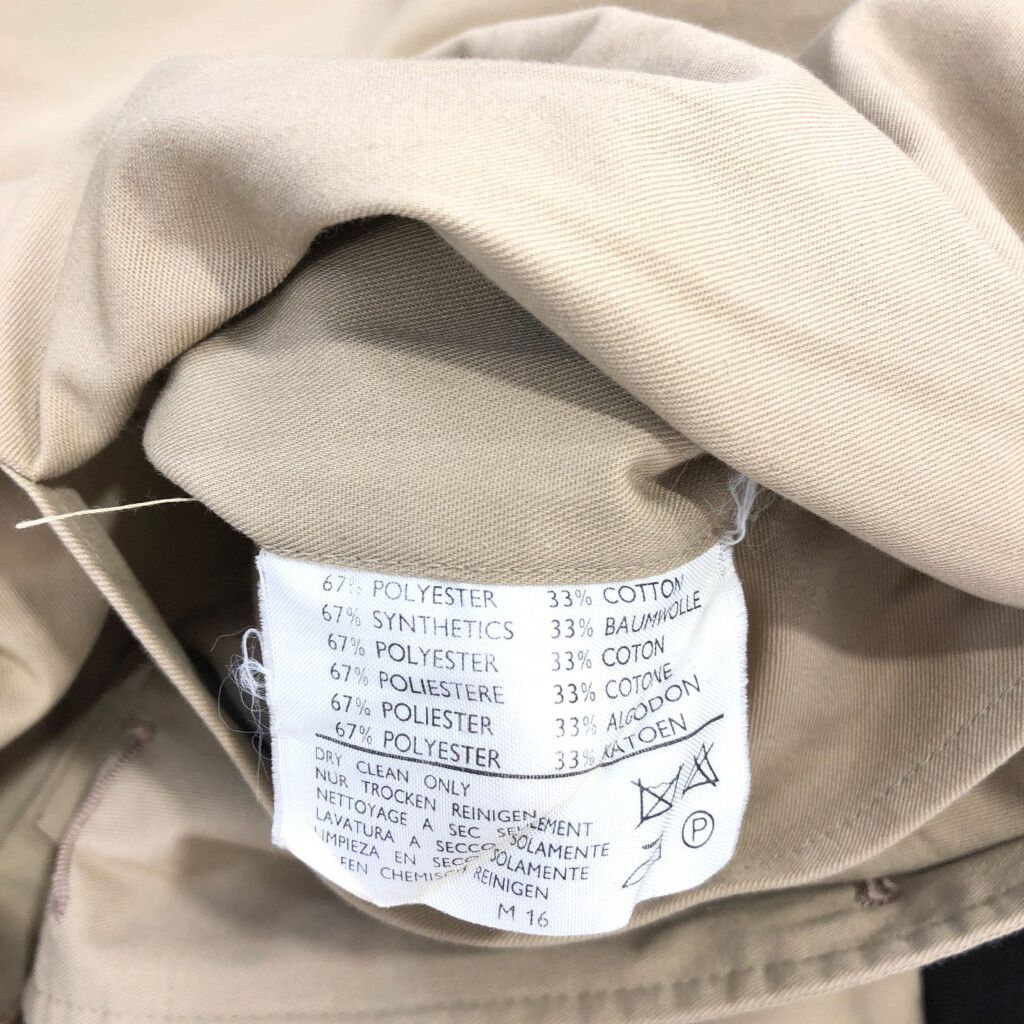 67% POLYESTER 33% COTTON
67% SYNTHETICS 33% BAUMWOLLE
67% POLYESTER 33% COTON
67% POLIESTERE 33% COTONE
67% POLIESTER 33% ALGODON
67% POLYESTER 33% KATOEN
DRY CLEAN ONLY
NUR TROCKEN REINIGEN
NETTOYAGE A SEC SEULEMENT
LAVATURA A SECCO SOLAMENTE
LIMPIEZA EN SECO SOLAMENTE
EEN CHEMISCH REINIGEN
P
M 16